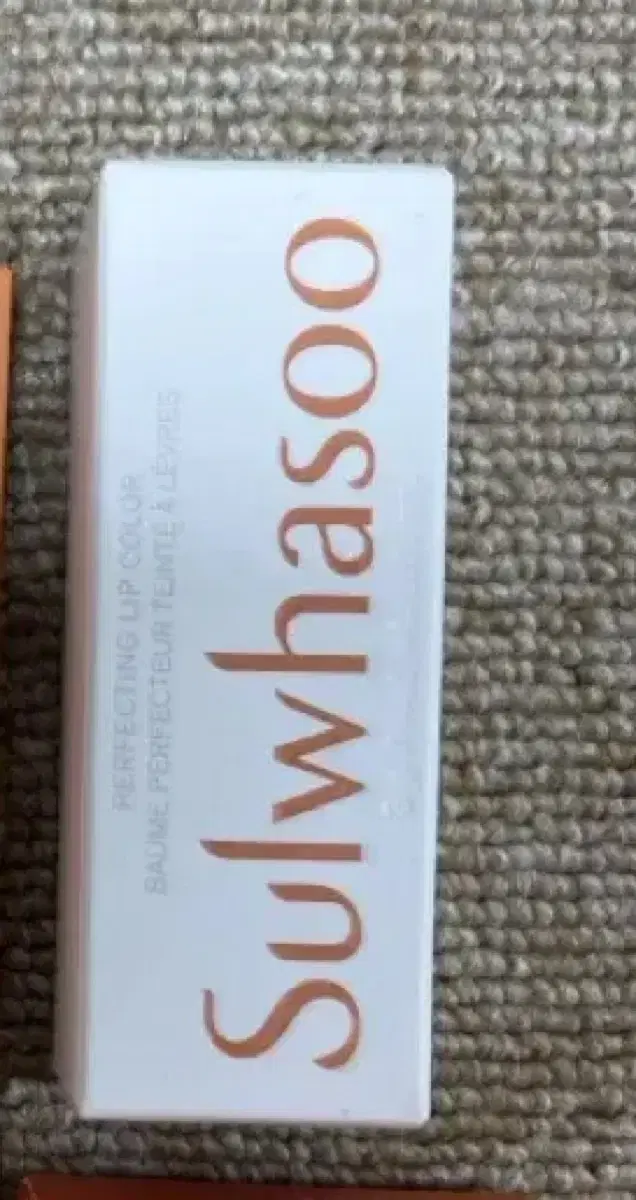 PERFECTING LIP COLOR
BAUME PERFECTEUR TEINTÉ À LÈVRES
Sulwhasoo